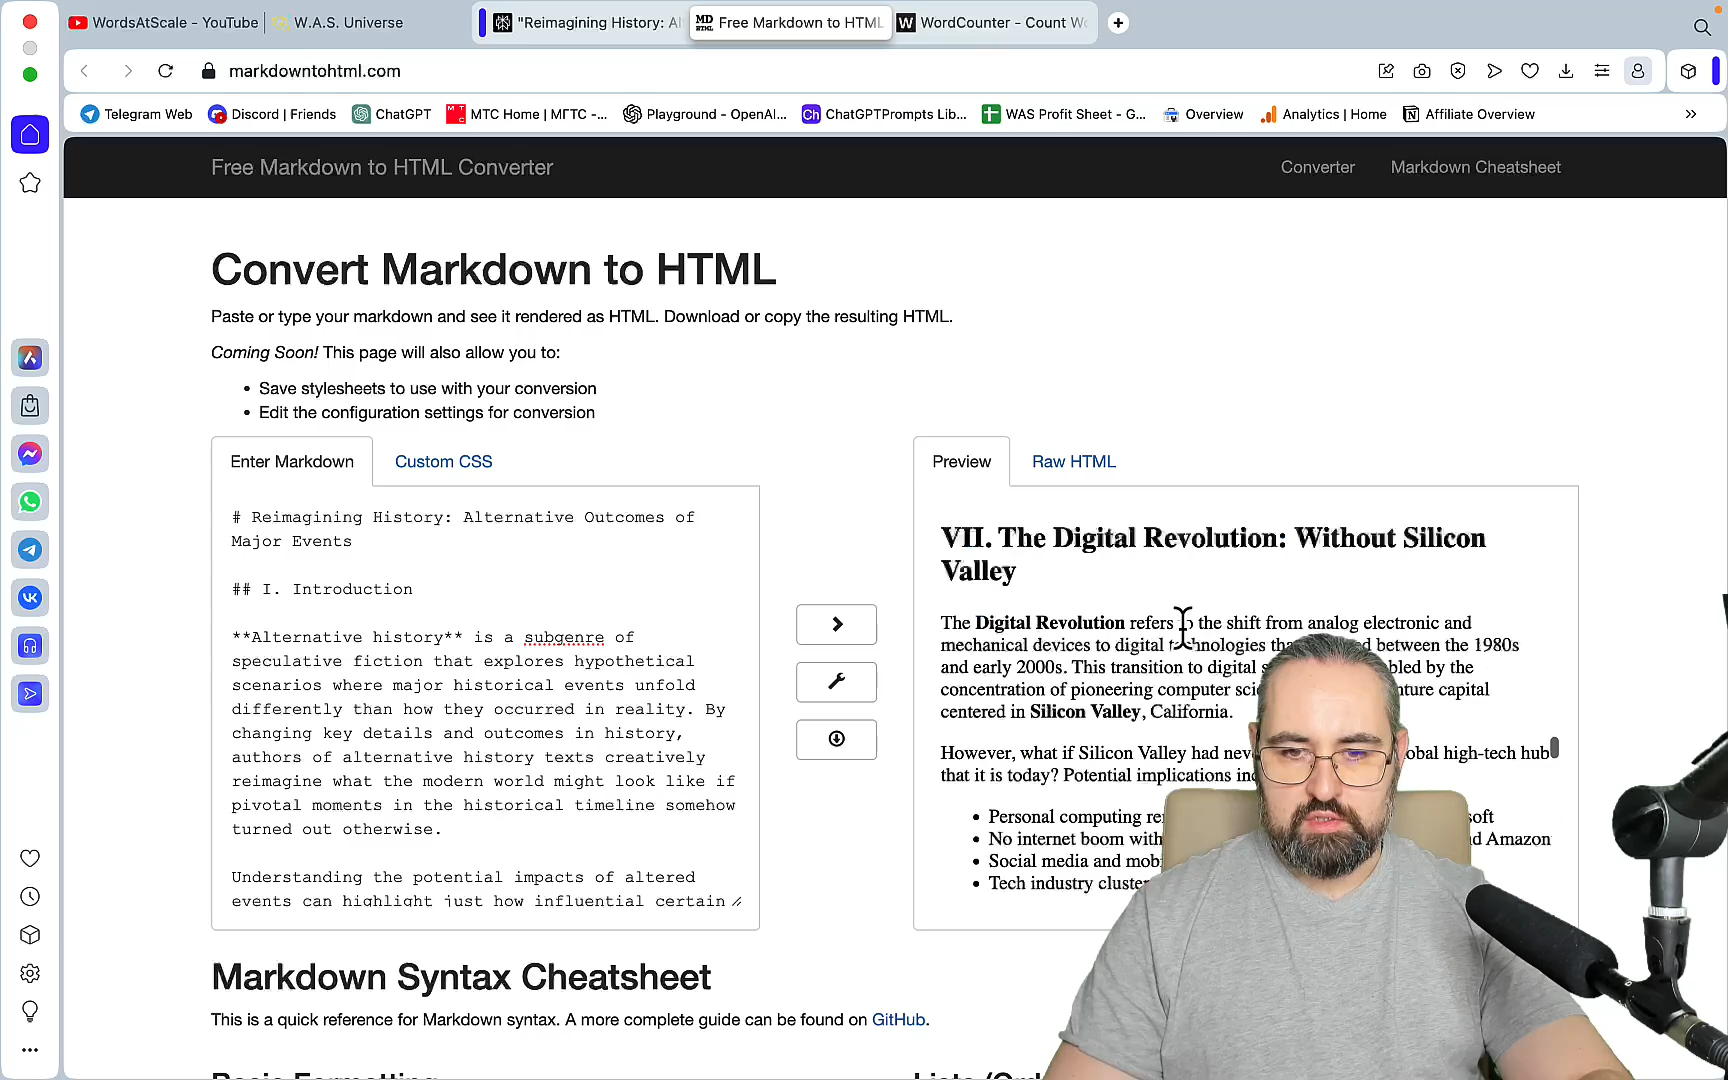 WordsAtScale - YouTube
W.A.S. Universe
"Reimagining History: Al
MD HTML Free Markdown to HTML
W WordCounter - Count Wo
markdowntohtml.com
Telegram Web
Discord | Friends
ChatGPT
МТС Home | МГТС -...
Playground - OpenAI...
Ch ChatGPTPrompts Lib...
WAS Profit Sheet - G...
Overview
Analytics | Home
Affiliate Overview
Free Markdown to HTML Converter
Converter
Markdown Cheatsheet
Convert Markdown to HTML
Paste or type your markdown and see it rendered as HTML. Download or copy the resulting HTML.
Coming Soon! This page will also allow you to:
• Save stylesheets to use with your conversion
• Edit the configuration settings for conversion
Enter Markdown
Custom CSS
# Reimagining History: Alternative Outcomes of
Major Events
## I. Introduction
**Alternative history** is a subgenre of
speculative fiction that explores hypothetical
scenarios where major historical events unfold
differently than how they occurred in reality. By
changing key details and outcomes in history,
authors of alternative history texts creatively
reimagine what the modern world might look like if
pivotal moments in the historical timeline somehow
turned out otherwise.
Understanding the potential impacts of altered
events can highlight just how influential certain
Preview
Raw HTML
VII. The Digital Revolution: Without Silicon
Valley
The Digital Revolution refers the shift from analog electronic and
mechanical devices to digital technologies between the 1980s
and early 2000s. This transition to digital by the
concentration of pioneering computer capital
centered in Silicon Valley, California.
However, what if Silicon Valley had high-tech hub
that it is today? Potential implications
• Personal computing
• No internet boom with Amazon
• Social media and
• Tech industry
Markdown Syntax Cheatsheet
This is a quick reference for Markdown syntax. A more complete guide can be found on GitHub.
Basic Formatting